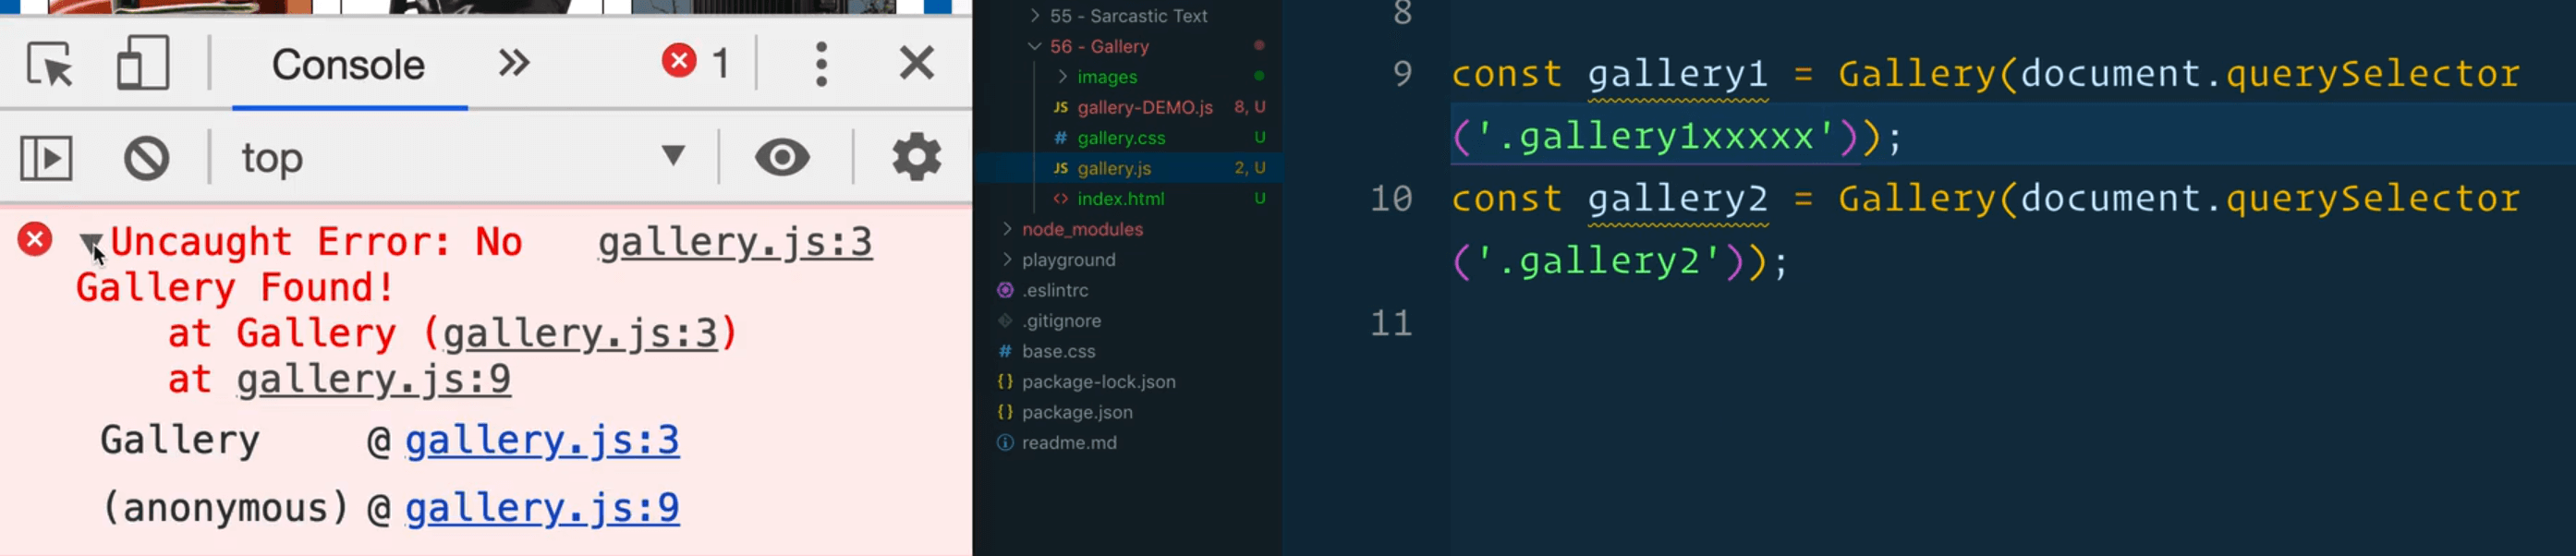 Console
1
top
Uncaught Error: No gallery.js:3
Gallery Found!
at Gallery (gallery.js:3)
at gallery.js:9
Gallery @ gallery.js:3
(anonymous) @ gallery.js:9
55 - Sarcastic Text
56 - Gallery
images
JS gallery-DEMO.js 8, U
# gallery.css U
JS gallery.js 2, U
<> index.html U
node_modules
playground
.eslintrc
.gitignore
# base.css
{} package-lock.json
{} package.json
readme.md
8
9 const gallery1 = Gallery(document.querySelector
('.gallery1xxxxx'));
10 const gallery2 = Gallery(document.querySelector
('.gallery2'));
11